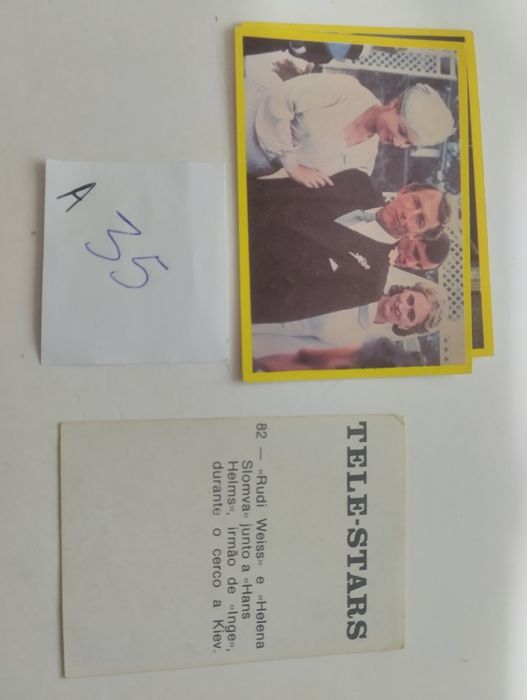 A
35
TELE-STARS
82 — «Rudi Weiss» e «Helena
Slomva» junto a «Hans
Helms», irmão de «Inge»,
durante o cerco a Kiev.